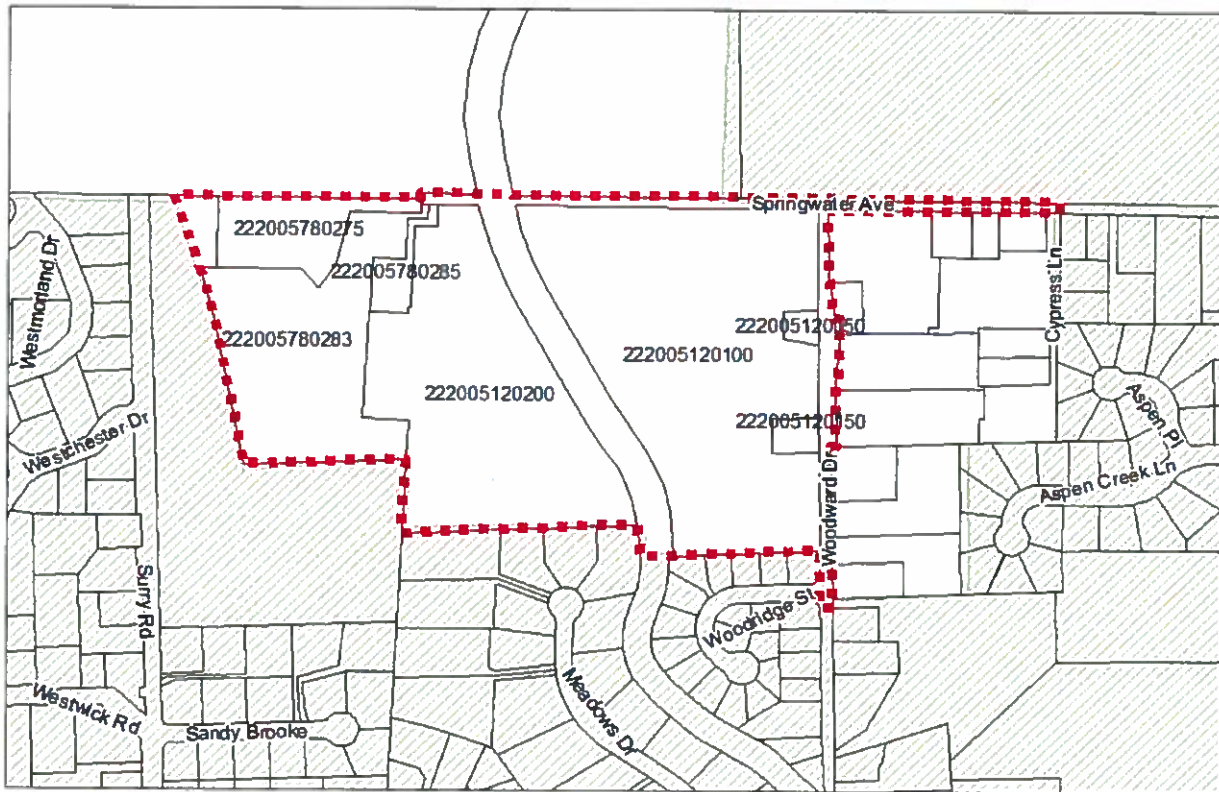 Springwater Ave
222005780275
222005780285
Westmorland Dr
Cypress Ln
222005120050
222005780283
222005120100
222005120200
Aspen Pl
222005120150
Westchester Dr
Woodward Dr
Aspen Creek Ln
Surry Rd
Woodridge St
Westwick Rd
Meadows Dr
Sandy Brooke